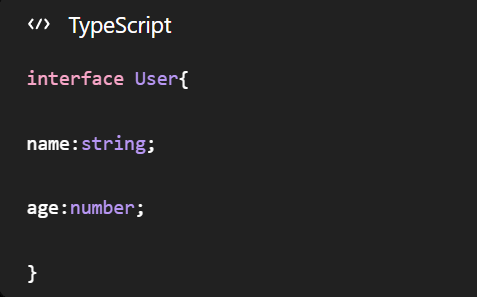 </> TypeScript
interface User{
name:string;
age:number;
}